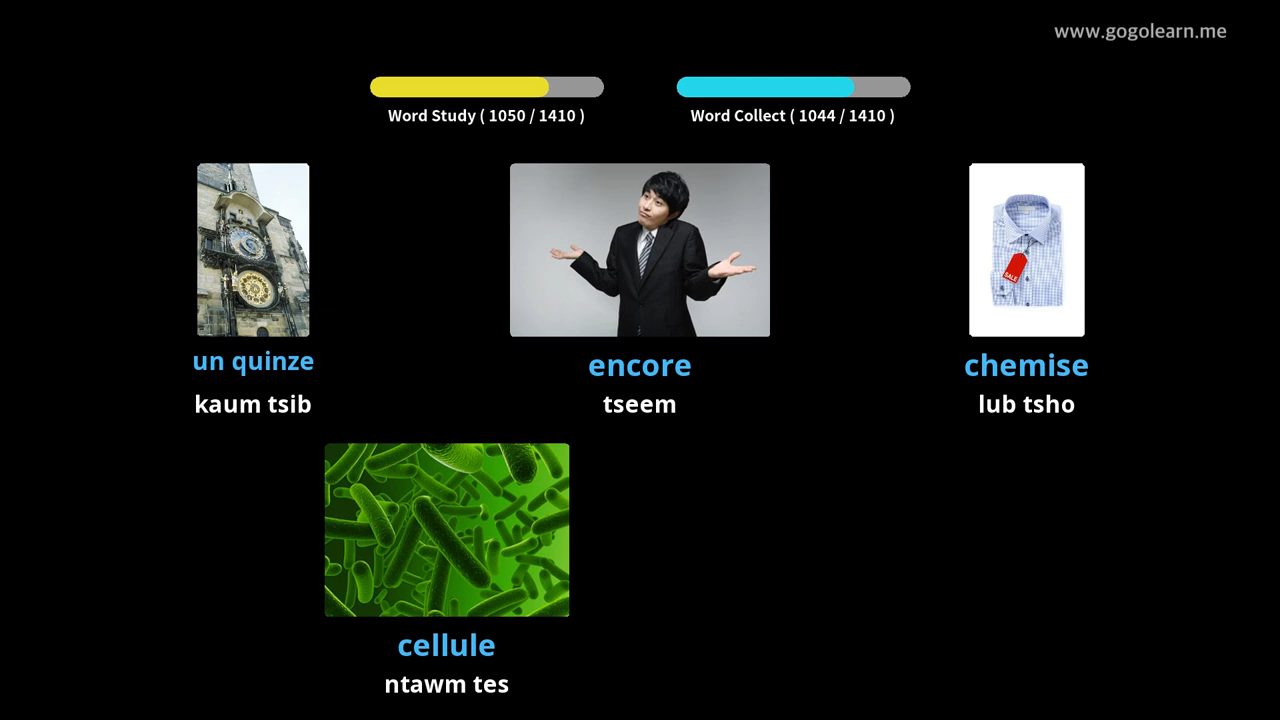 www.gogolearn.me
Word Study ( 1050 / 1410 )
Word Collect ( 1044 / 1410 )
SALE
un quinze
encore
chemise
kaum tsib
tseem
lub tsho
cellule
ntawm tes